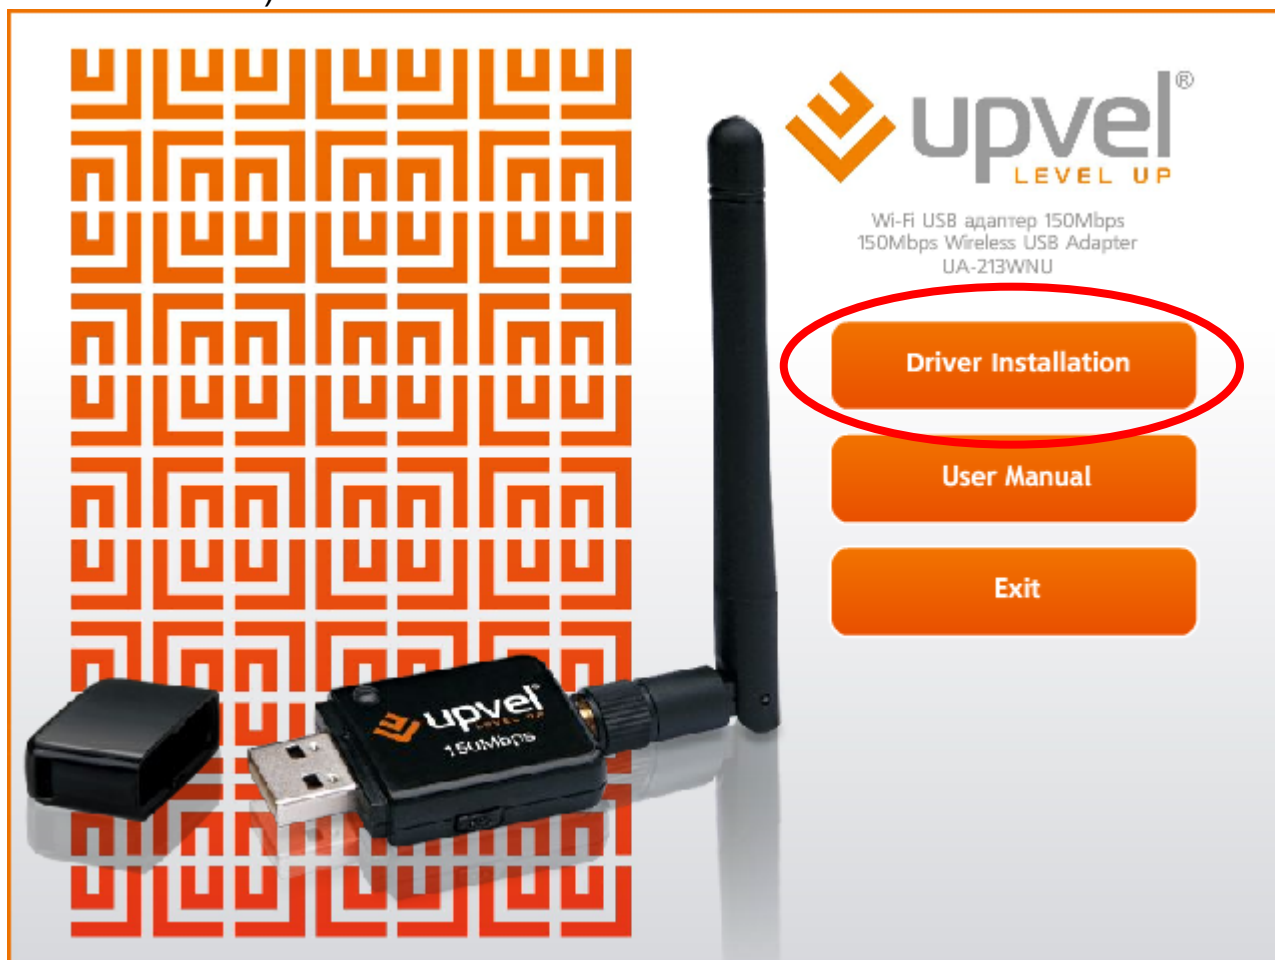 )
upvel®
LEVEL UP
Wi-Fi USB адаптер 150Mbps
150Mbps Wireless USB Adapter
UA-213WNU
Driver Installation
User Manual
Exit
upvel
LEVEL UP
150Mbps